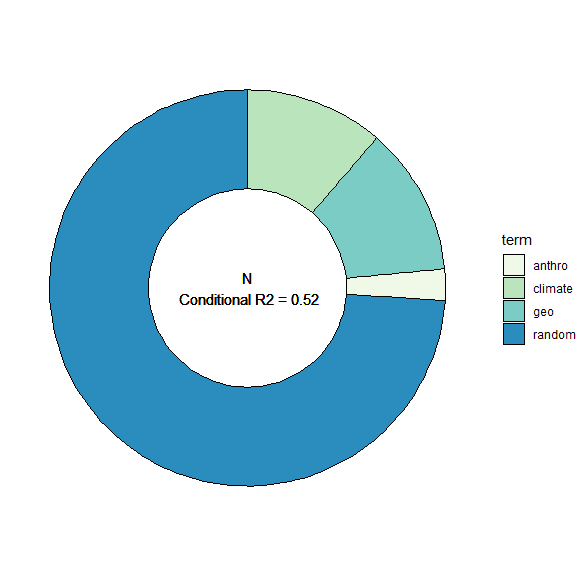 N
Conditional R2 = 0.52
term
anthro
climate
geo
random